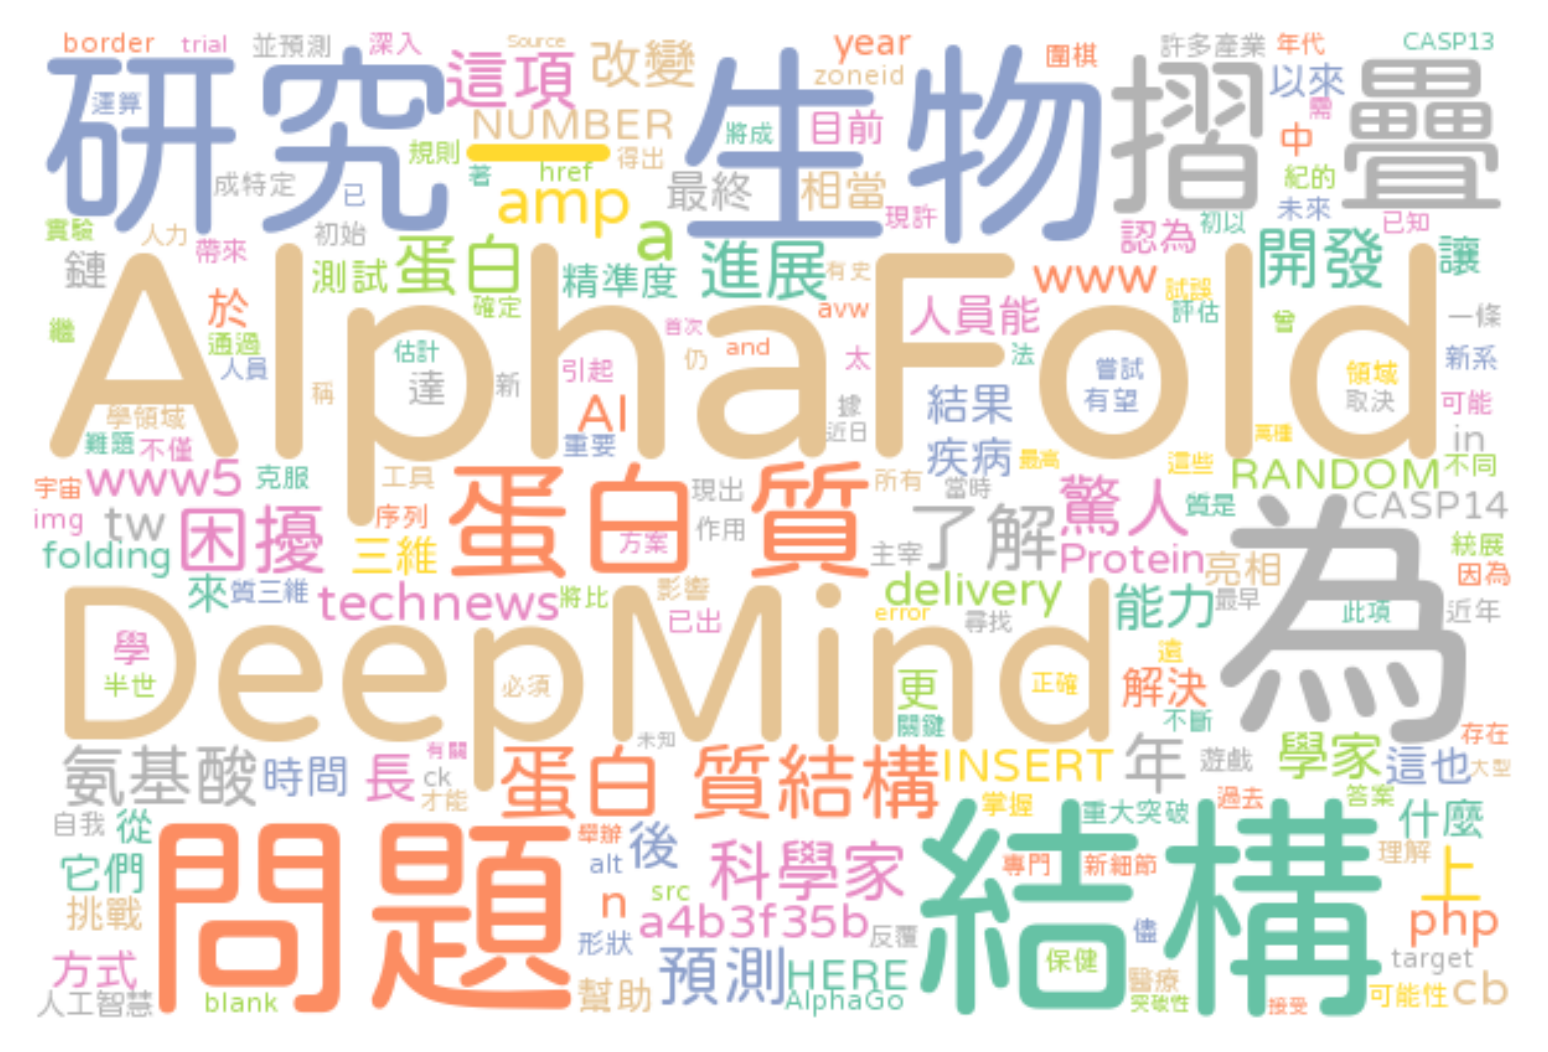 border trial 並預測 深入 Source 改變 year 圍棋 許多產業 年代 CASP13
研究 這項 zoneid 生物 摺疊 以來 需
運算 NUMBER 將成 目前 中
規則 一 得出 href 著 成特定 已 最終 相當 紀的
amp 現許 未來
實驗 人力 帶來 初始 a 認為 初以 已知
鏈 測試 蛋白 精準度 進展 有史 www 開發 讓
於 確定 avw 人員能 試誤 評估 曾 一條
AlphaFold
繼 通過 人員 估計 首次 仍 and 太 法 嘗試 領域 新系
稱 達 新 引起 結果 有望 取決 可能
學領域 AI 據 近日
難題 不僅 重要 疾病 最高 高種 這些 in
宇宙 www5 克服 工具 蛋白質 現出 所有 當時 RANDOM 不同
img tw 困擾 序列 方案 作用 了解 驚人 質是 CASP14
folding 三維 主宰 Protein 亮相 為 統展 因為
來 質三維 technews 將比 影響 delivery 能力 最早 此項 近年
已出 error 尋找
DeepMind
學 半世 必須 更 正確 解決 遠
關鍵 不斷 存在
氨基酸 時間 長 有關 ck 才能 未知 蛋白 質結構 INSERT 年 遊戲 學家 這也 大型
掌握 重大突破 過去 答案
自我 從 問題 舉辦 後 科學家 結構 什麼
它們 alt 專門 新細節 理解 上
挑戰 n src a4b3f35b php
形狀 反覆 儘
方式 預測 HERE 保健 醫療 target
人工智慧 blank 幫助 AlphaGo 突破性 接受 可能性 cb